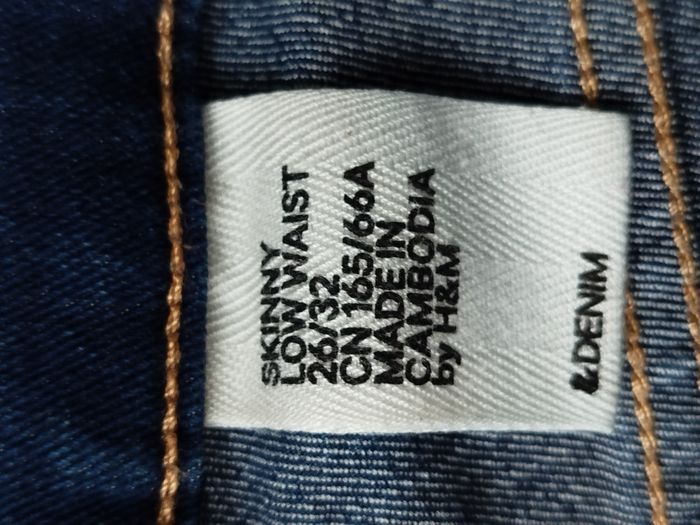 SKINNY
LOW WAIST
26/32
CN 165/66A
MADE IN
CAMBODIA
by H&M
&DENIM